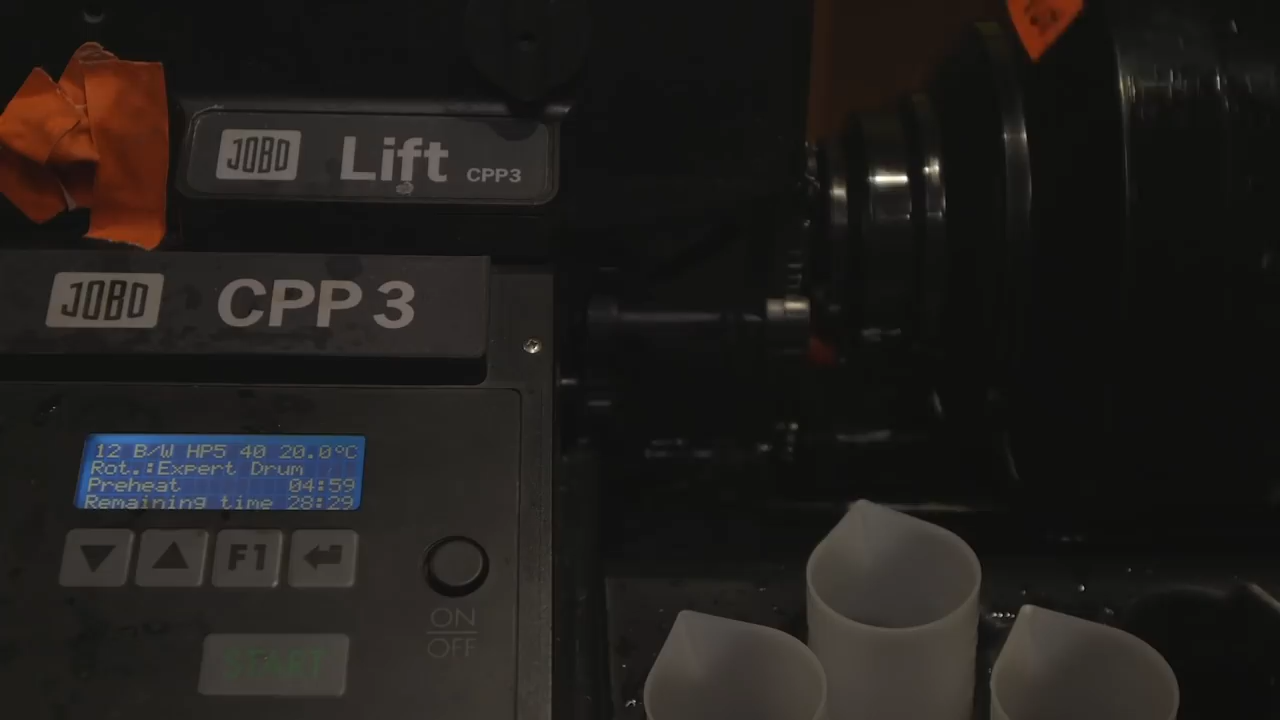 JOBO Lift CPP3
JOBO CPP 3
12 B/W HP5 40 20.0°C
Rot.:Expert Drum
Preheat 04:59
Remaining time 28:29
F1
ON
OFF
START